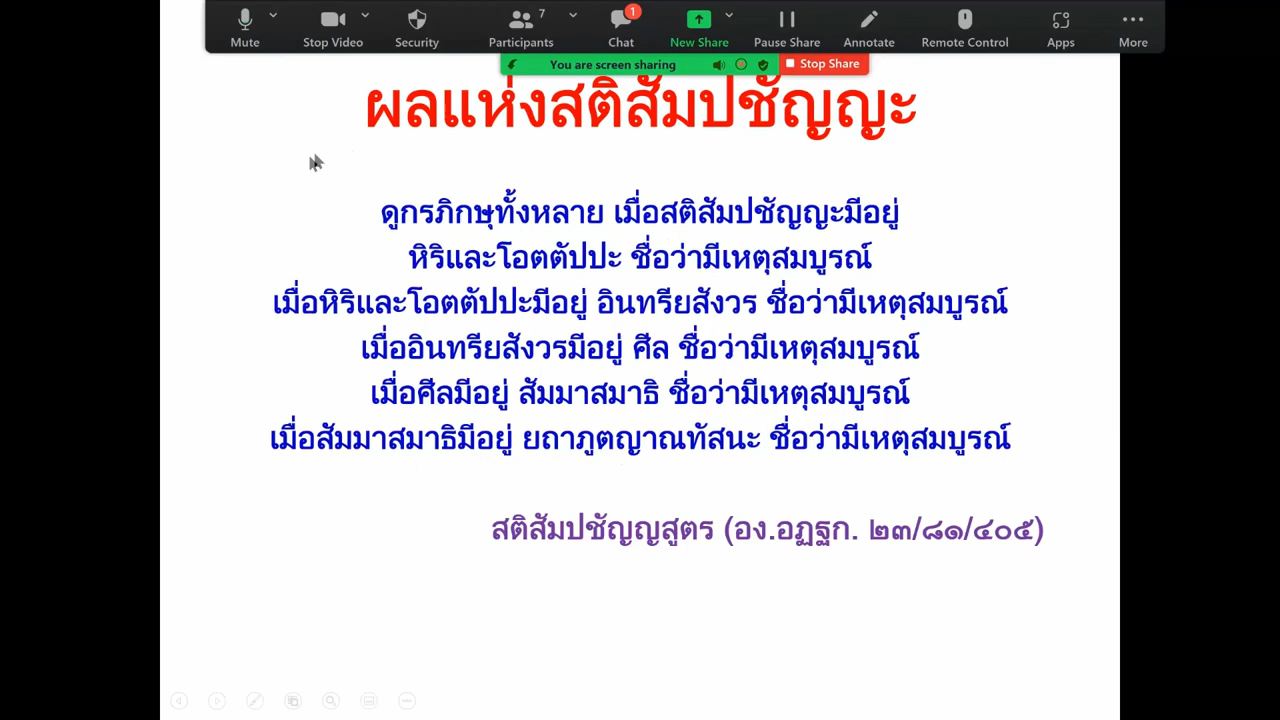 7
1
Mute
Stop Video
Security
Participants
Chat
New Share
Pause Share
Annotate
Remote Control
Apps
More
You are screen sharing
Stop Share
ผลแห่งสติสัมปชัญญะ
ดูกรภิกษุทั้งหลาย เมื่อสติสัมปชัญญะมีอยู่
หิริและโอตตัปปะ ชื่อว่ามีเหตุสมบูรณ์
เมื่อหิริและโอตตัปปะมีอยู่ อินทรียสังวร ชื่อว่ามีเหตุสมบูรณ์
เมื่ออินทรียสังวรมีอยู่ ศีล ชื่อว่ามีเหตุสมบูรณ์
เมื่อศีลมีอยู่ สัมมาสมาธิ ชื่อว่ามีเหตุสมบูรณ์
เมื่อสัมมาสมาธิมีอยู่ ยถาภูตญาณทัสนะ ชื่อว่ามีเหตุสมบูรณ์
สติสัมปชัญญสูตร (อง.อฏฐก. ๒๓/๘๑/๔๐๕)